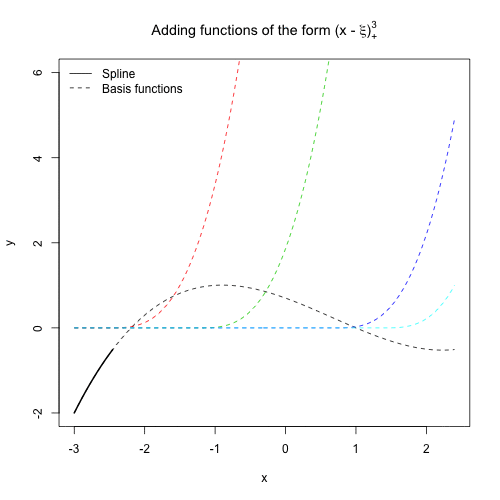 Adding functions of the form (x - ξ)³₊
Spline
Basis functions
y
6
4
2
0
-2
-3 -2 -1 0 1 2
x